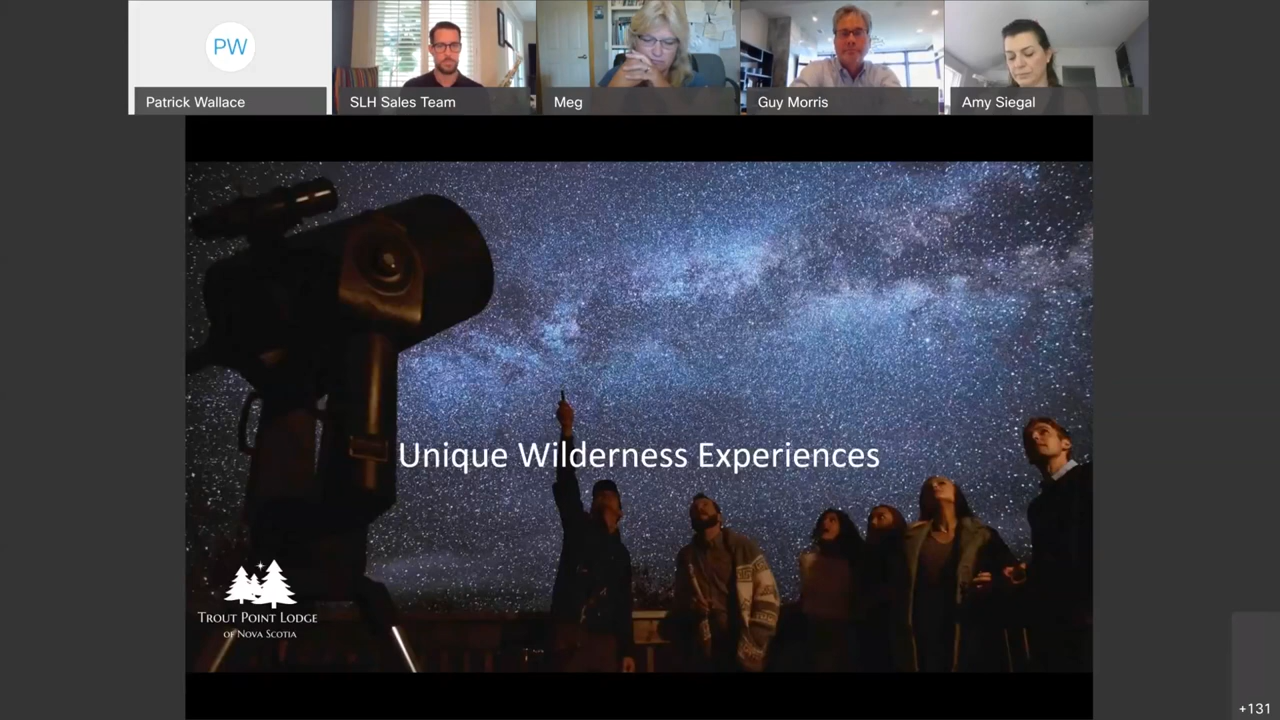 PW
Patrick Wallace
SLH Sales Team
Meg
Guy Morris
Amy Siegal
Unique Wilderness Experiences
TROUT POINT LODGE
OF NOVA SCOTIA
+131